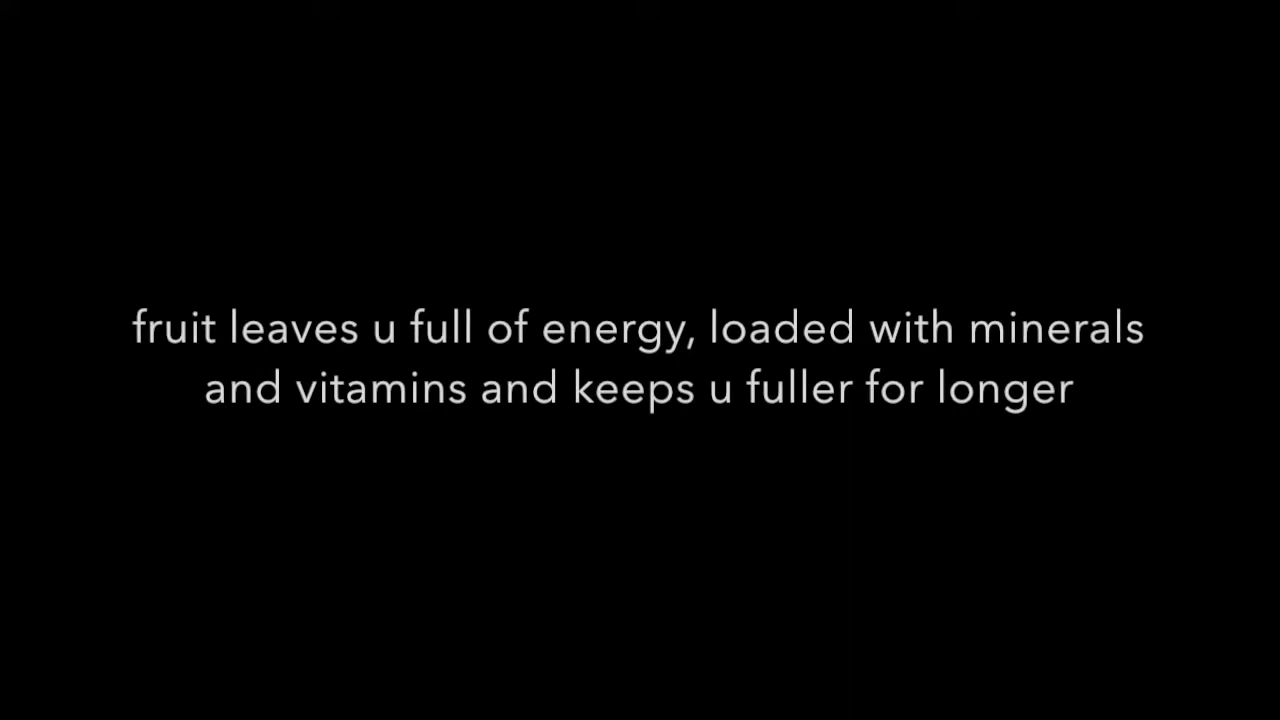 fruit leaves u full of energy, loaded with minerals
and vitamins and keeps u fuller for longer